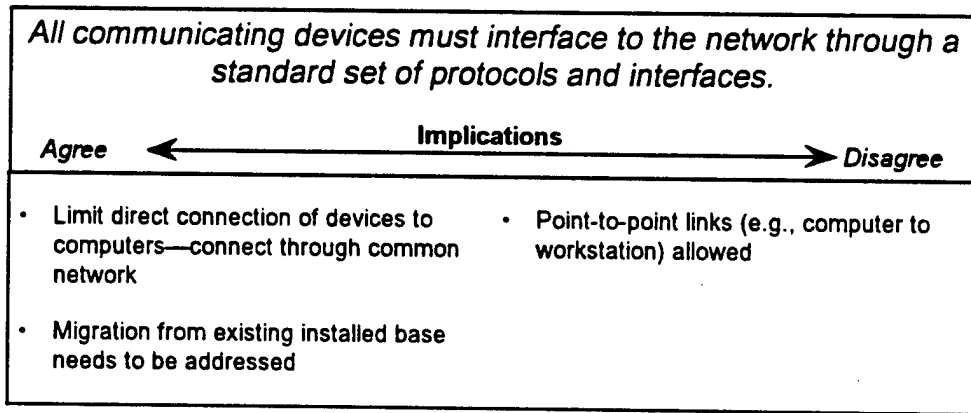 All communicating devices must interface to the network through a
standard set of protocols and interfaces.
Implications
Agree
Disagree
• Limit direct connection of devices to
computers—connect through common
network
• Migration from existing installed base
needs to be addressed
• Point-to-point links (e.g., computer to
workstation) allowed